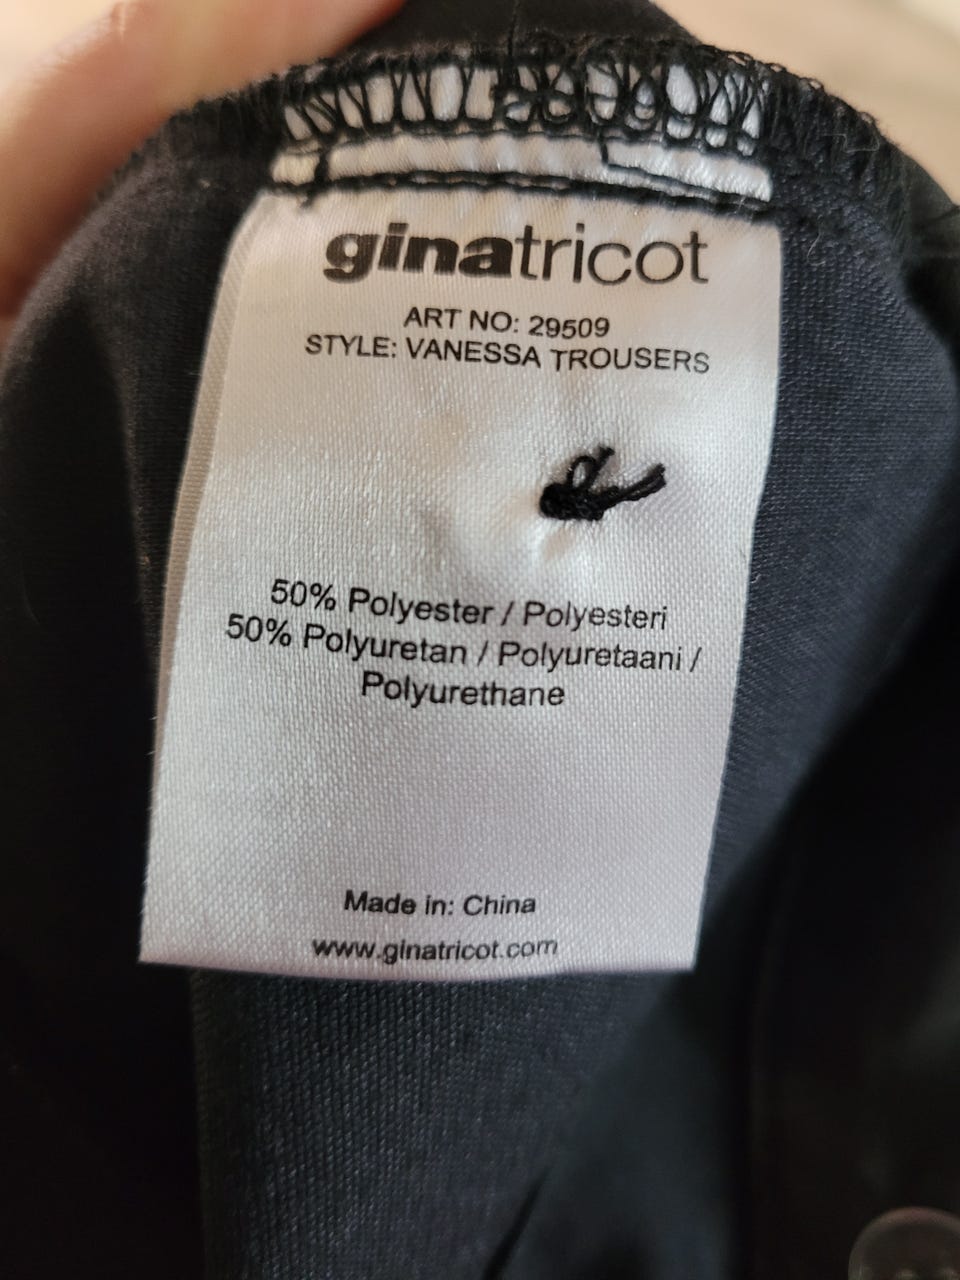 ginatricot
ART NO: 29509
STYLE: VANESSA TROUSERS
50% Polyester / Polyesteri
50% Polyuretan / Polyuretaani /
Polyurethane
Made in: China
www.ginatricot.com